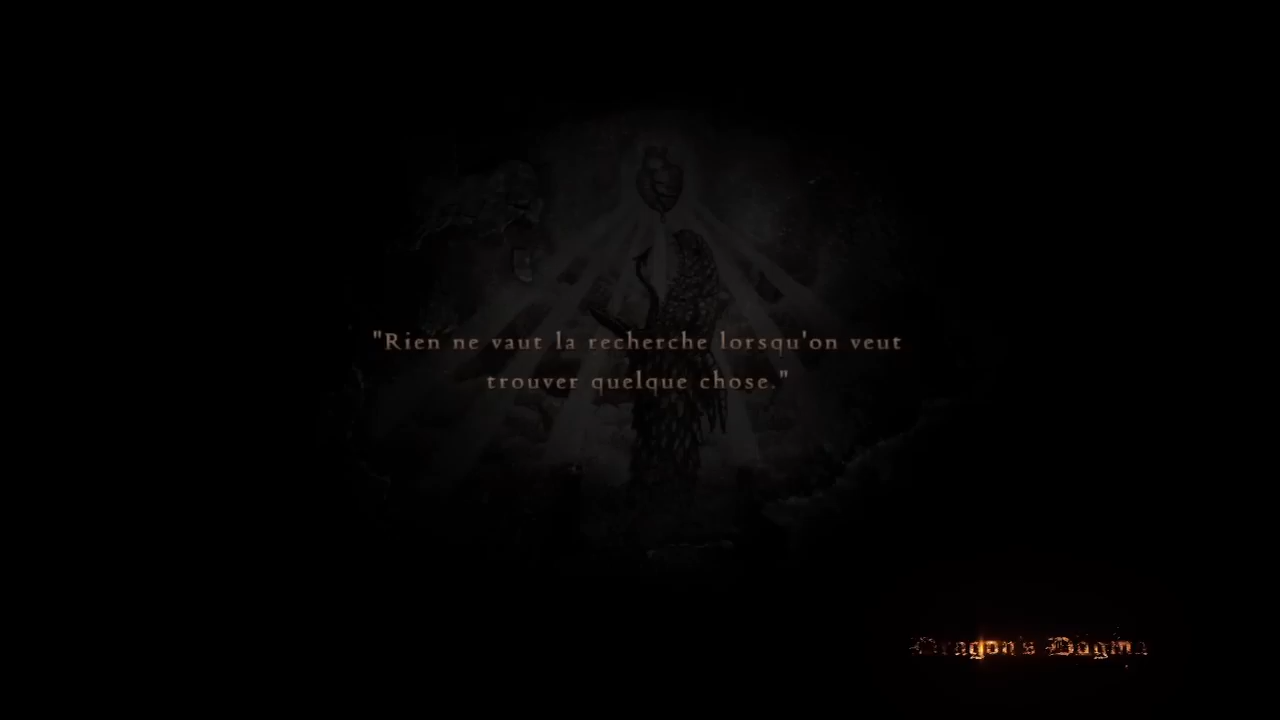 "Rien ne vaut la recherche lorsqu'on veut
trouver quelque chose."
Dragon's Dogma